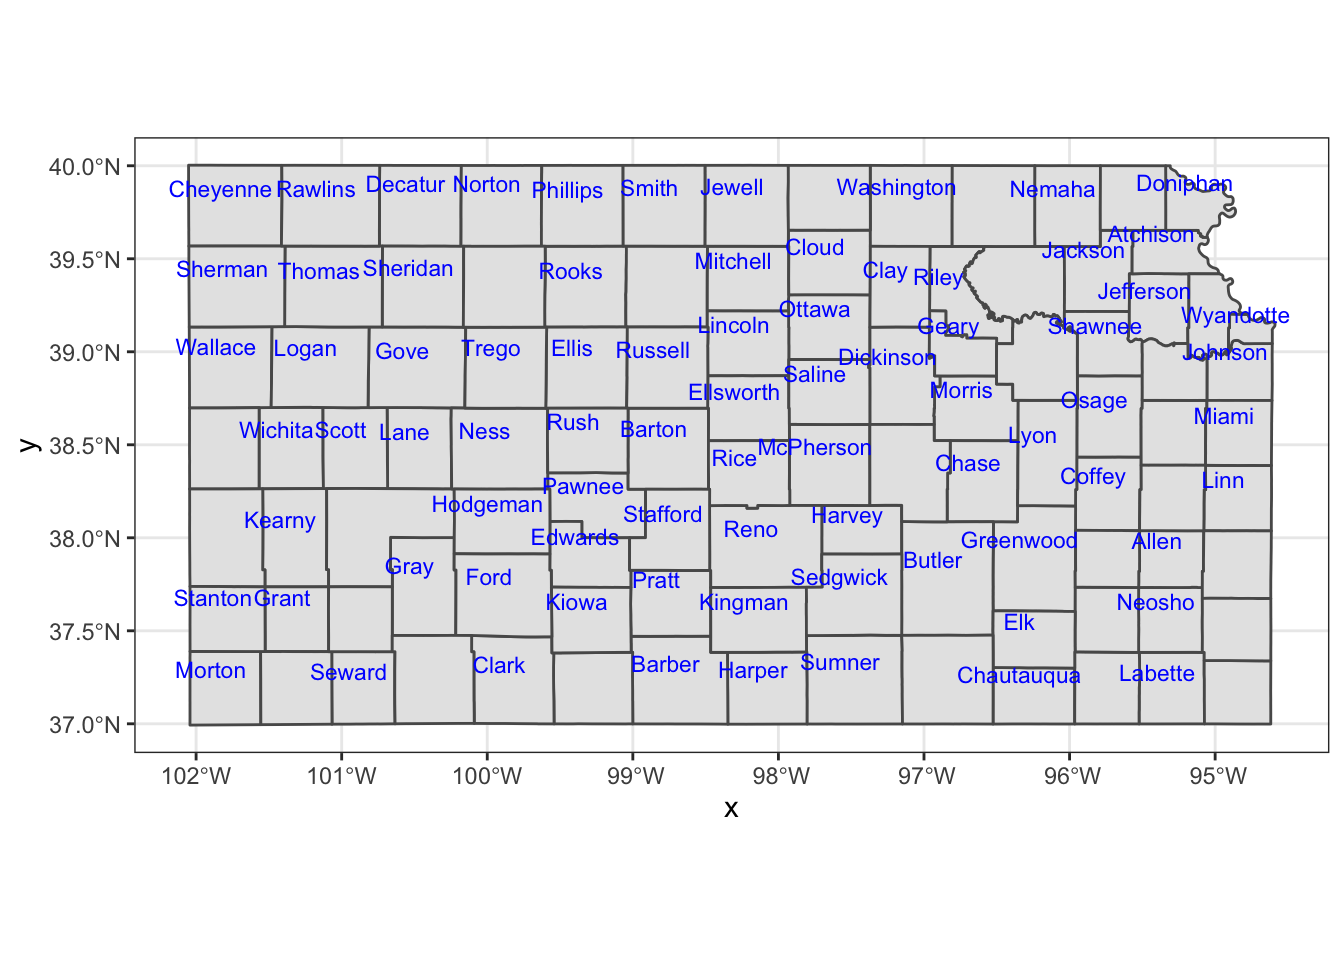 40.0°N
Cheyenne Rawlins Decatur Norton Phillips Smith Jewell Washington Nemaha Doniphan
Cloud Jackson Atchison
39.5°N
Sherman Thomas Sheridan Rooks Mitchell Clay Riley Jefferson
Ottawa Lincoln Geary Shawnee Wyandotte
39.0°N
Wallace Logan Gove Trego Ellis Russell Dickinson Johnson
Ellsworth Saline Morris Osage
Wichita Scott Lane Ness Rush Barton Lyon Miami
38.5°N
y
Rice McPherson Chase Coffey Linn
Kearny Hodgeman Pawnee Stafford Reno Harvey
38.0°N
Edwards Greenwood Allen
Gray Ford Pratt Sedgwick Butler
Stanton Grant Kiowa Kingman Elk Neosho
37.5°N
Morton Seward Clark Barber Harper Sumner Chautauqua Labette
37.0°N
102°W 101°W 100°W 99°W 98°W 97°W 96°W 95°W
x